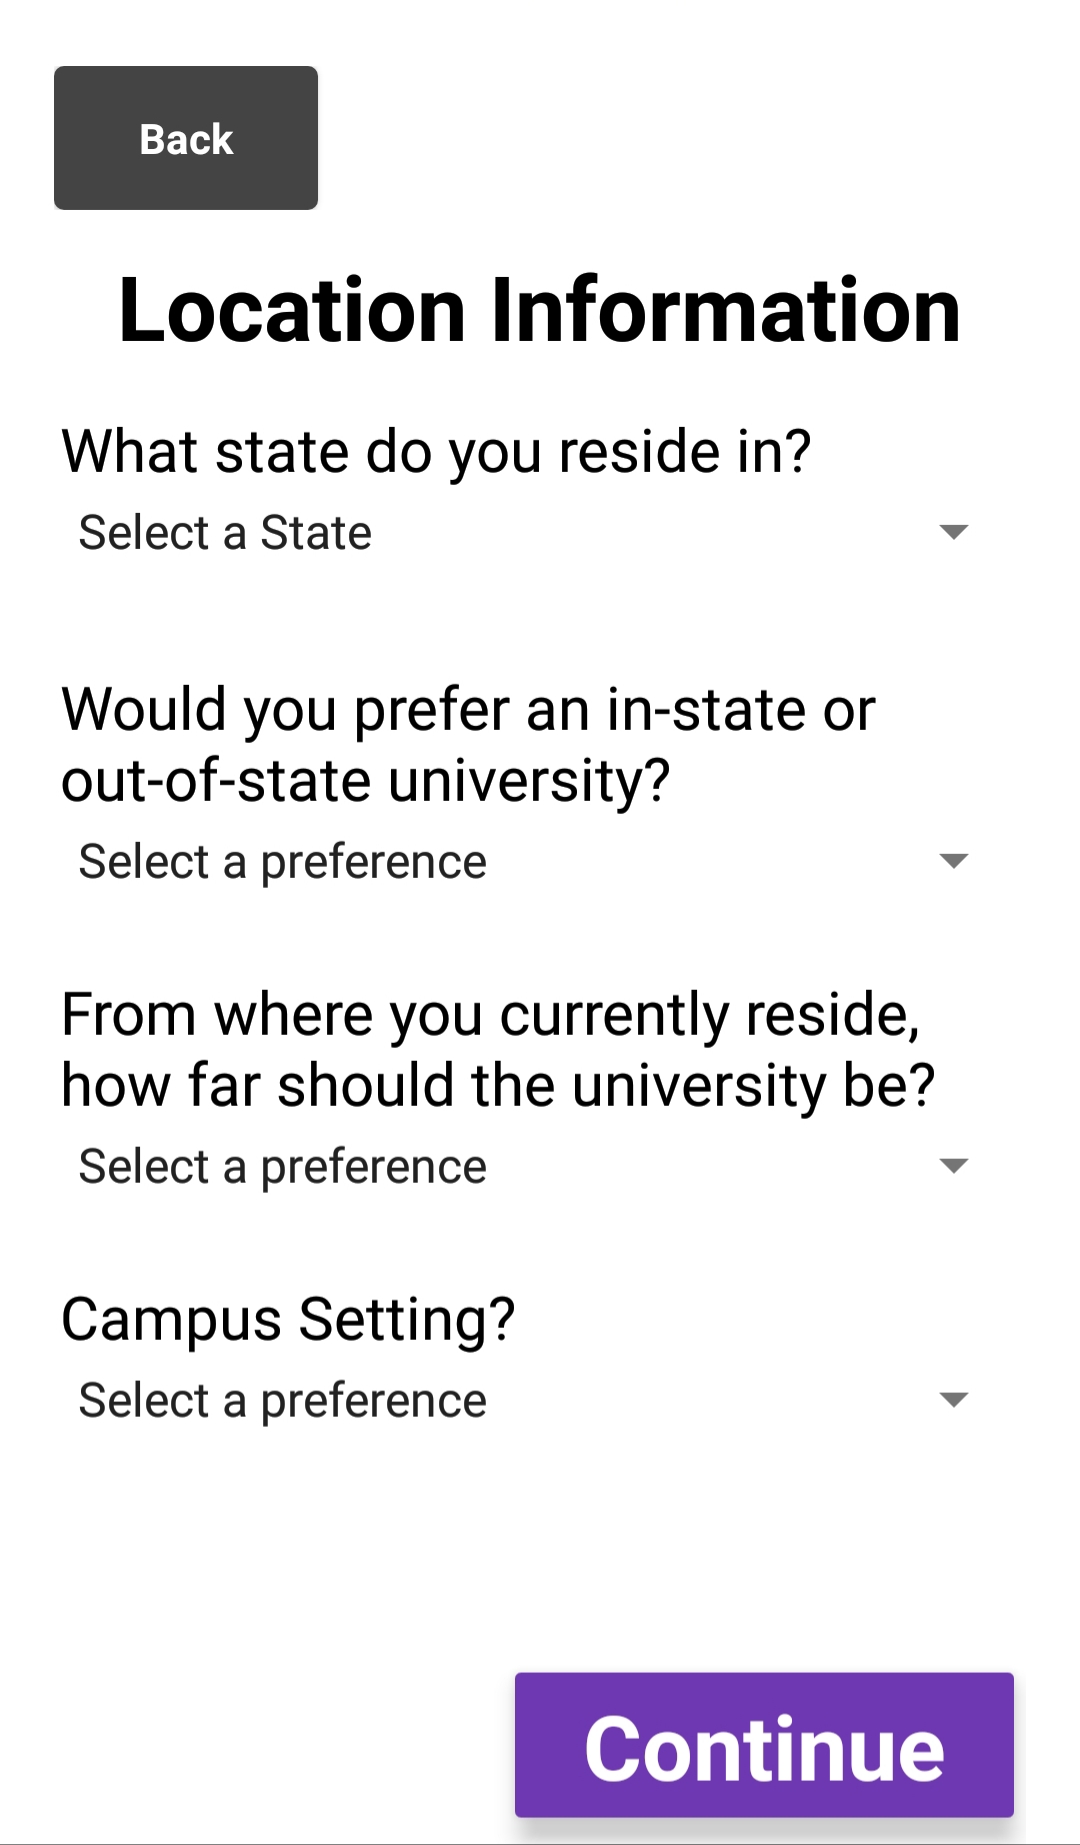 Back
Location Information
What state do you reside in?
Select a State
Would you prefer an in-state or
out-of-state university?
Select a preference
From where you currently reside,
how far should the university be?
Select a preference
Campus Setting?
Select a preference
Continue